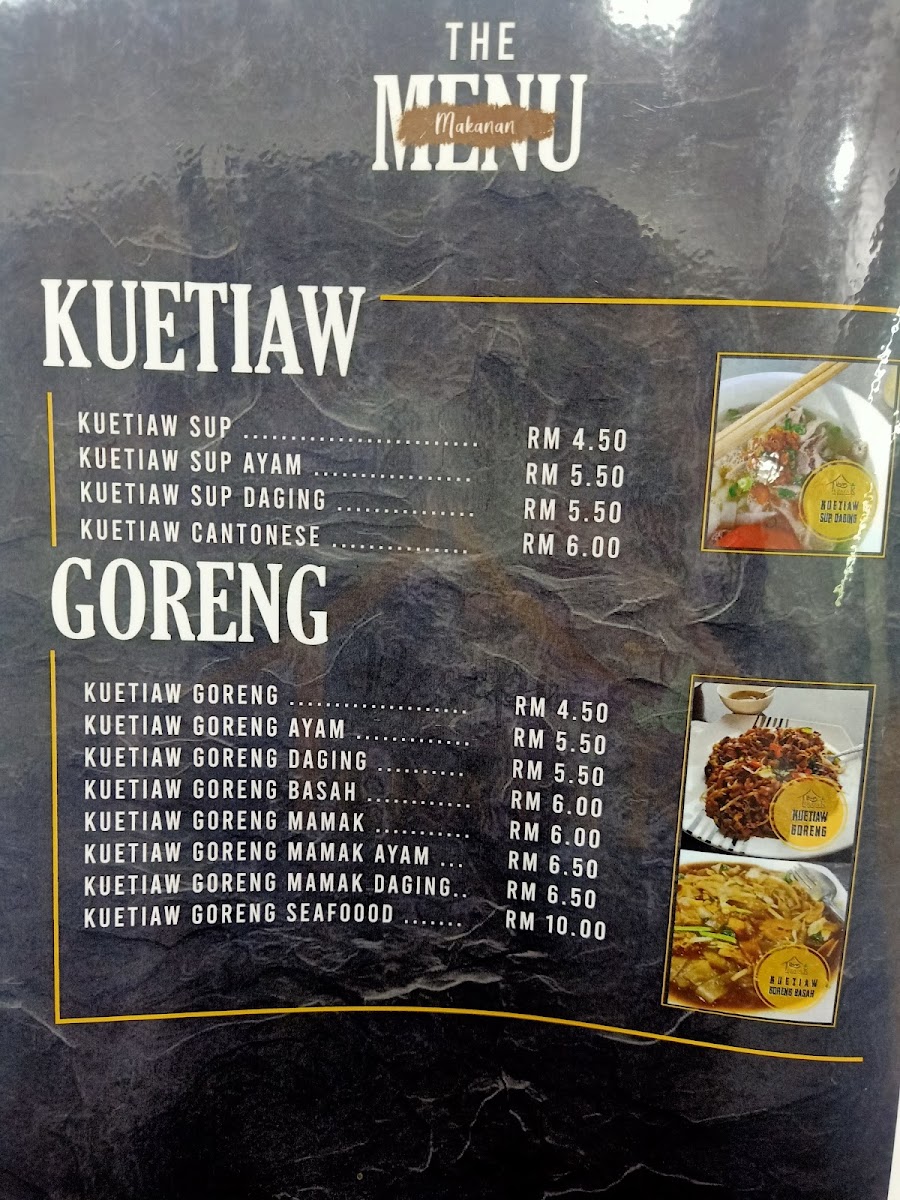 THE
MENU
Makanan
KUETIAW
KUETIAW SUP ........................ RM 4.50
KUETIAW SUP AYAM ................ RM 5.50
KUETIAW SUP DAGING .............. RM 5.50
KUETIAW CANTONESE .............. RM 6.00
KUETIAW
SUP DAGING
GORENG
KUETIAW GORENG .................... RM 4.50
KUETIAW GORENG AYAM ............. RM 5.50
KUETIAW GORENG DAGING .......... RM 5.50
KUETIAW GORENG BASAH ............ RM 6.00
KUETIAW GORENG MAMAK ........... RM 6.00
KUETIAW GORENG MAMAK AYAM ... RM 6.50
KUETIAW GORENG MAMAK DAGING.. RM 6.50
KUETIAW GORENG SEAFOOOD ....... RM 10.00
KUETIAW
GORENG
KUETIAW
GORENG BASAH